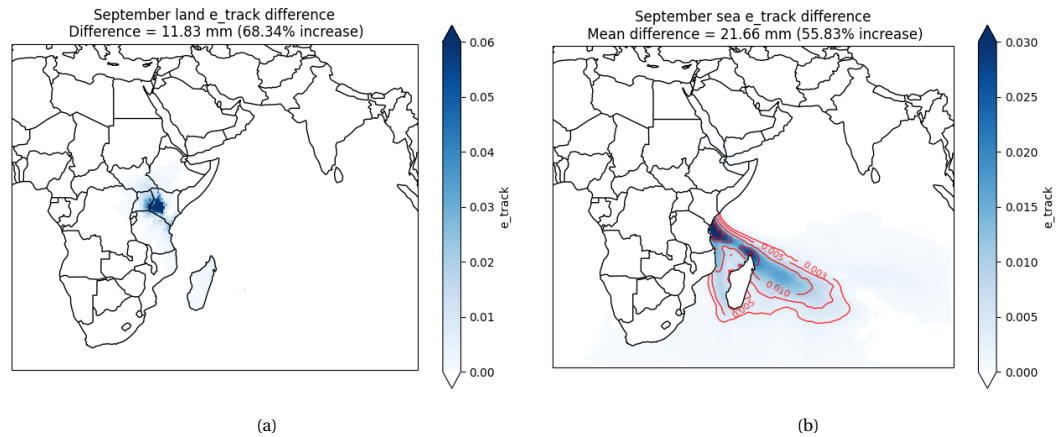 September land e_track difference
Difference = 11.83 mm (68.34% increase)
0.06
0.05
0.04
0.03
0.02
0.01
0.00
e_track
(a)
September sea e_track difference
Mean difference = 21.66 mm (55.83% increase)
0.005
0.003
0.010
0.005
0.030
0.025
0.020
0.015
0.010
0.005
0.000
e_track
(b)